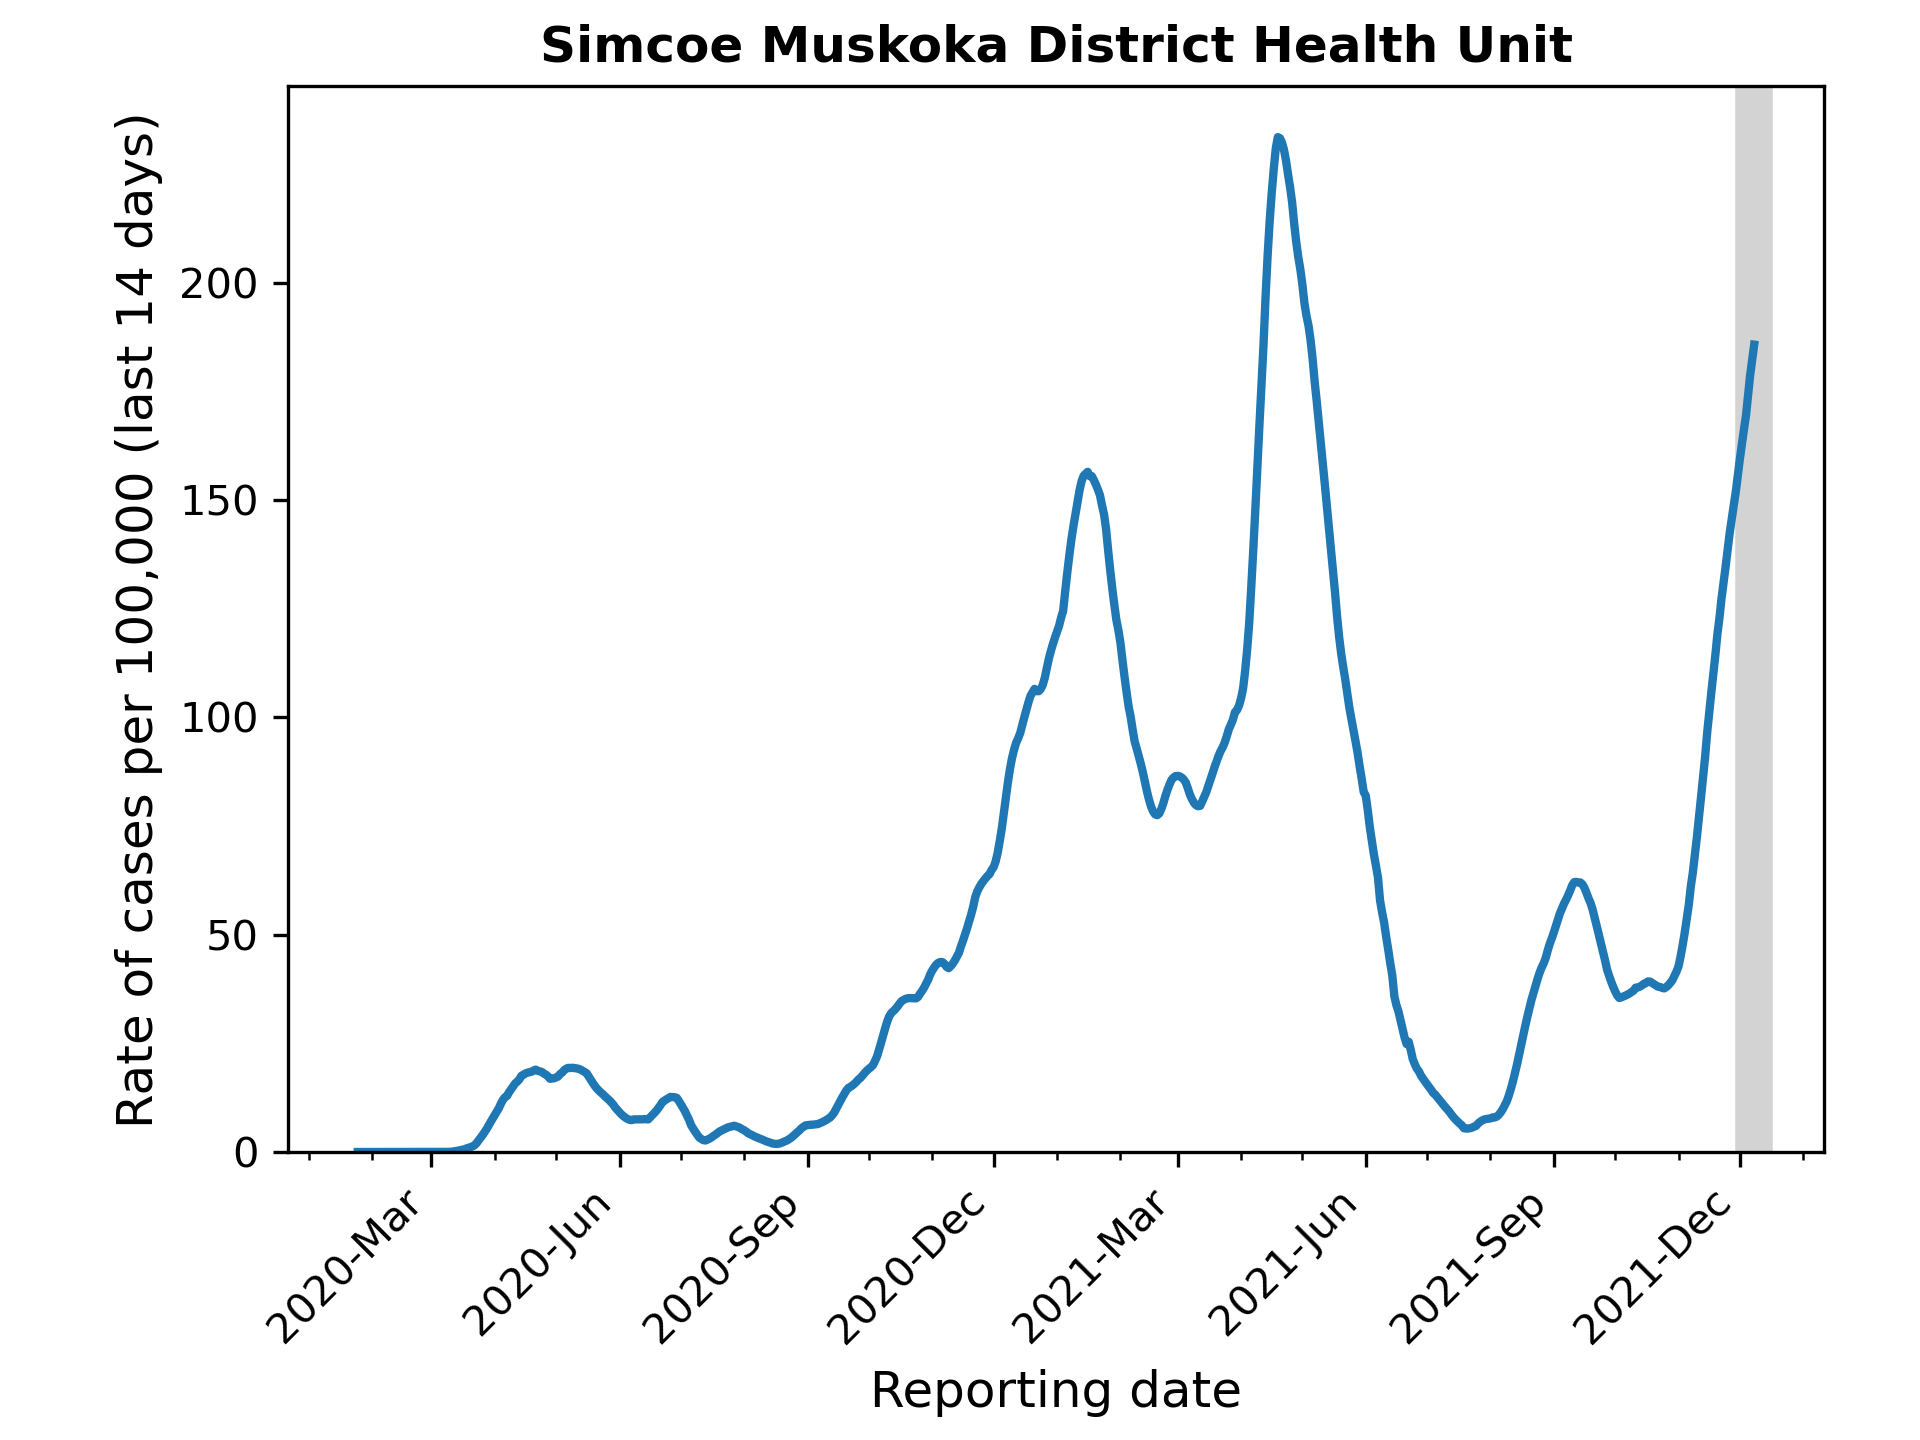 Simcoe Muskoka District Health Unit
Rate of cases per 100,000 (last 14 days)
200
150
100
50
0
2020-Mar
2020-Jun
2020-Sep
2020-Dec
2021-Mar
2021-Jun
2021-Sep
2021-Dec
Reporting date